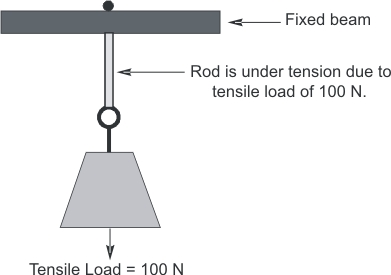 Fixed beam
Rod is under tension due to
tensile load of 100 N.
Tensile Load = 100 N